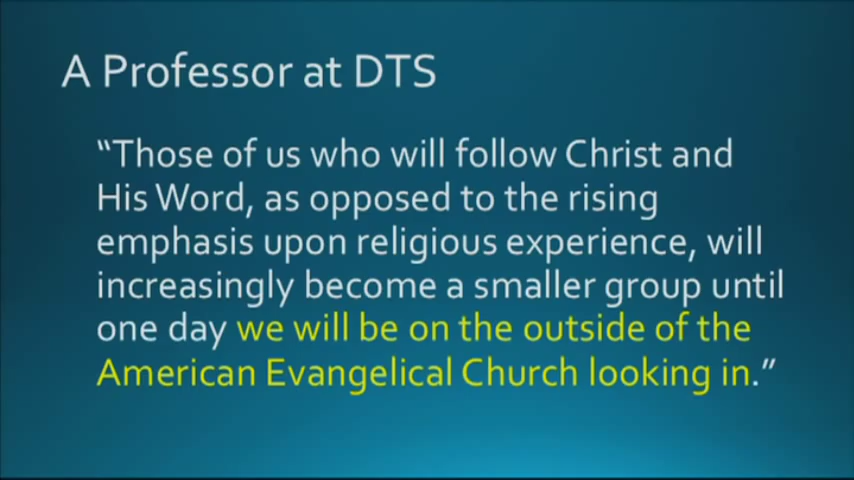 A Professor at DTS
“Those of us who will follow Christ and
His Word, as opposed to the rising
emphasis upon religious experience, will
increasingly become a smaller group until
one day we will be on the outside of the
American Evangelical Church looking in.”